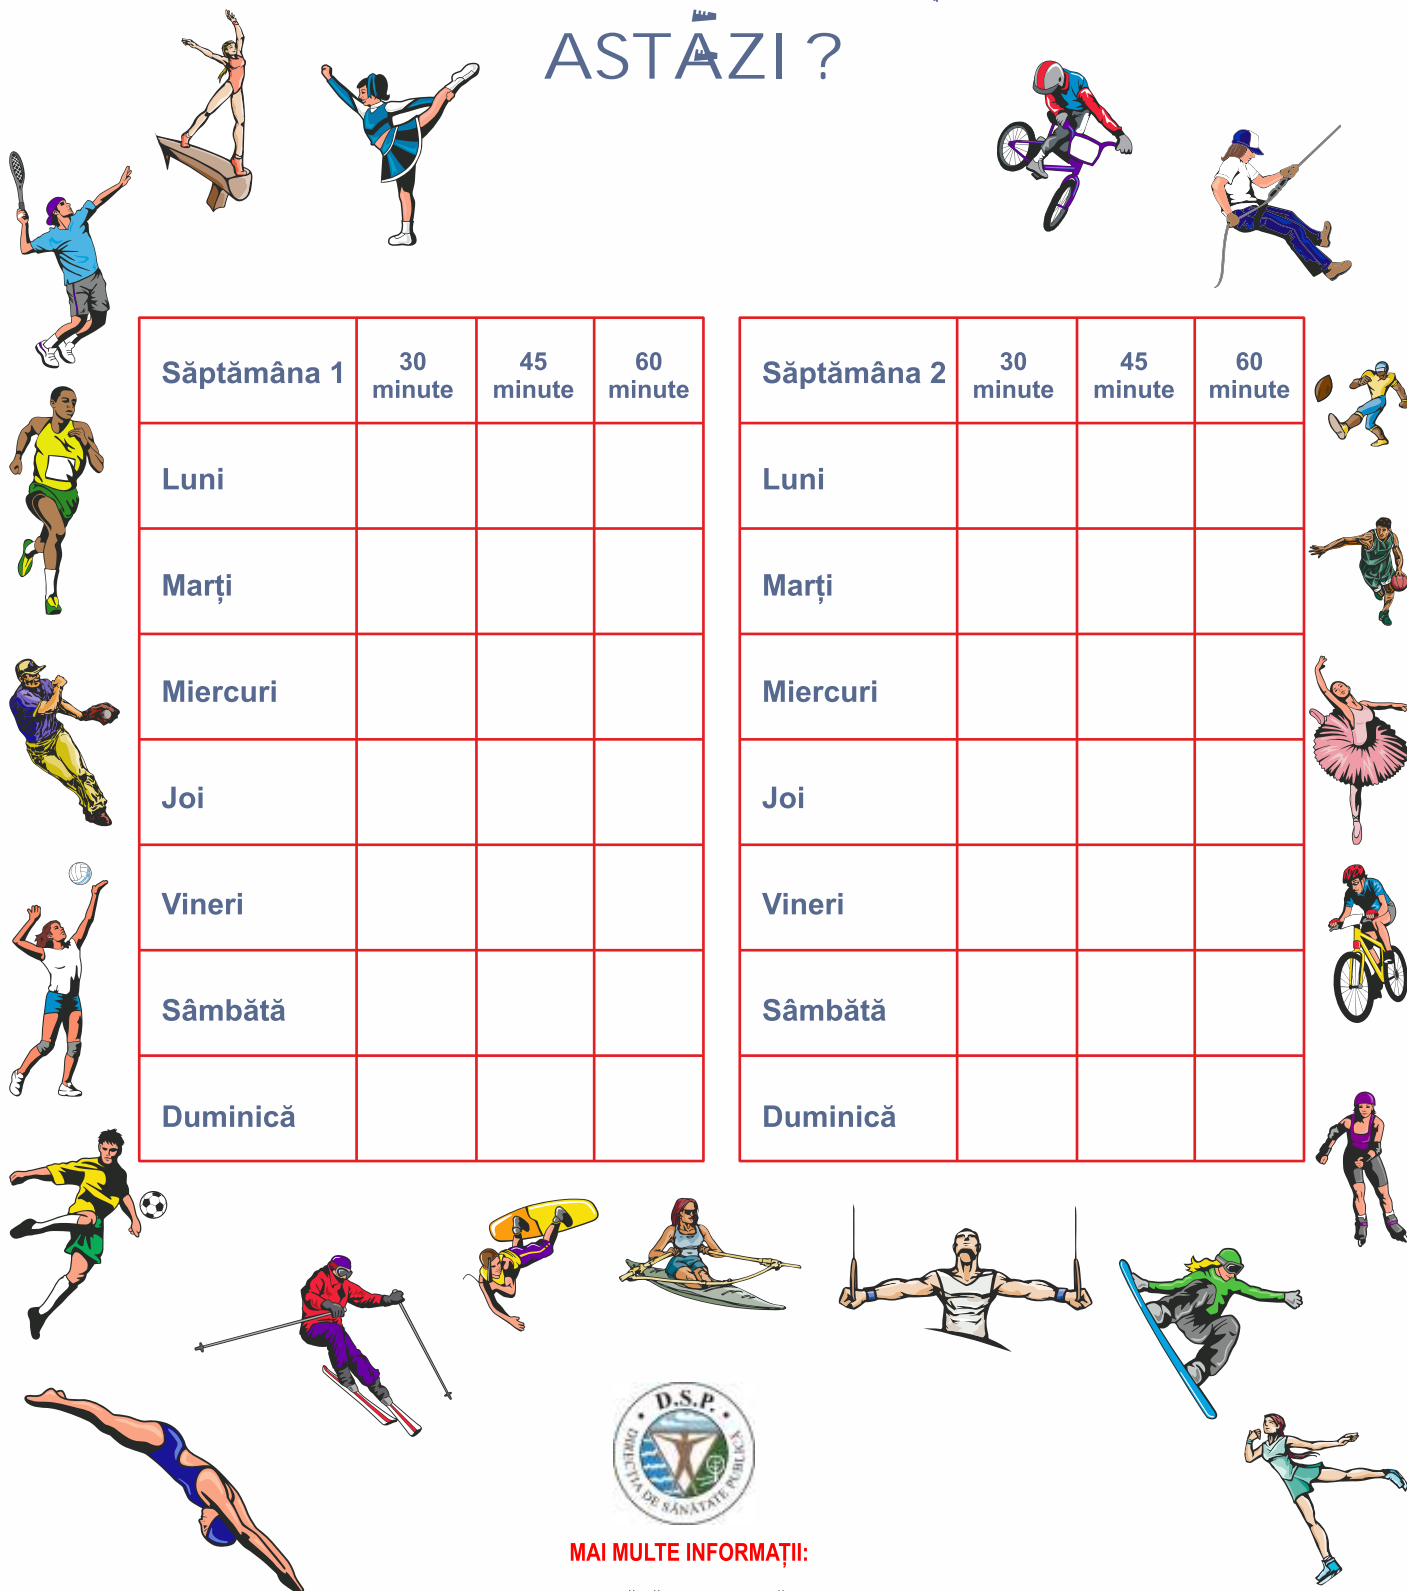 ASTĂZI ?
Săptămâna 1
30 minute
45 minute
60 minute
Luni
Marți
Miercuri
Joi
Vineri
Sâmbătă
Duminică
Săptămâna 2
30 minute
45 minute
60 minute
Luni
Marți
Miercuri
Joi
Vineri
Sâmbătă
Duminică
D.S.P.
DIRECȚIA DE SĂNĂTATE PUBLICĂ
MAI MULTE INFORMAȚII: